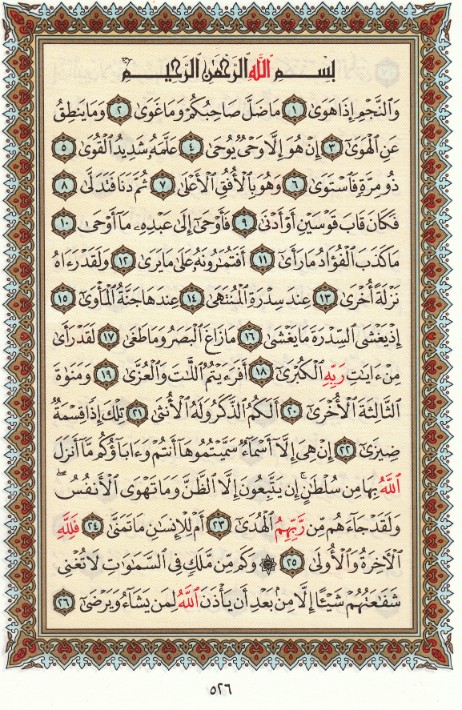 بِسْمِ ٱللَّهِ ٱلرَّحْمَٰنِ ٱلرَّحِيمِ
وَٱلنَّجْمِ إِذَا هَوَىٰ ١ مَا ضَلَّ صَاحِبُكُمْ وَمَا غَوَىٰ ٢ وَمَا يَنطِقُ
عَنِ ٱلْهَوَىٰ ٣ إِنْ هُوَ إِلَّا وَحْىٌ يُوحَىٰ ٤ عَلَّمَهُۥ شَدِيدُ ٱلْقُوَىٰ ٥
ذُو مِرَّةٍ فَٱسْتَوَىٰ ٦ وَهُوَ بِٱلْأُفُقِ ٱلْأَعْلَىٰ ٧ ثُمَّ دَنَا فَتَدَلَّىٰ ٨
فَكَانَ قَابَ قَوْسَيْنِ أَوْ أَدْنَىٰ ٩ فَأَوْحَىٰٓ إِلَىٰ عَبْدِهِۦ مَآ أَوْحَىٰ ١٠
مَا كَذَبَ ٱلْفُؤَادُ مَا رَأَىٰٓ ١١ أَفَتُمَٰرُونَهُۥ عَلَىٰ مَا يَرَىٰ ١٢ وَلَقَدْ رَءَاهُ
نَزْلَةً أُخْرَىٰ ١٣ عِندَ سِدْرَةِ ٱلْمُنتَهَىٰ ١٤ عِندَهَا جَنَّةُ ٱلْمَأْوَىٰٓ ١٥
إِذْ يَغْشَى ٱلسِّدْرَةَ مَا يَغْشَىٰ ١٦ مَا زَاغَ ٱلْبَصَرُ وَمَا طَغَىٰ ١٧ لَقَدْ رَأَىٰ
مِنْ ءَايَٰتِ رَبِّهِ ٱلْكُبْرَىٰٓ ١٨ أَفَرَءَيْتُمُ ٱللَّٰتَ وَٱلْعُزَّىٰ ١٩ وَمَنَوٰةَ
ٱلثَّالِثَةَ ٱلْأُخْرَىٰٓ ٢٠ أَلَكُمُ ٱلذَّكَرُ وَلَهُ ٱلْأُنثَىٰ ٢١ تِلْكَ إِذًا قِسْمَةٌ
ضِيزَىٰٓ ٢٢ إِنْ هِىَ إِلَّآ أَسْمَآءٌ سَمَّيْتُمُوهَآ أَنتُمْ وَءَابَآؤُكُم مَّآ أَنزَلَ
ٱللَّهُ بِهَا مِن سُلْطَٰنٍ ۚ إِن يَتَّبِعُونَ إِلَّا ٱلظَّنَّ وَمَا تَهْوَى ٱلْأَنفُسُ ۖ
وَلَقَدْ جَآءَهُم مِّن رَّبِّهِمُ ٱلْهُدَىٰٓ ٢٣ أَمْ لِلْإِنسَٰنِ مَا تَمَنَّىٰ ٢٤ فَلِلَّهِ
ٱلْءَاخِرَةُ وَٱلْأُولَىٰ ٢٥ ۞ وَكَم مِّن مَّلَكٍ فِى ٱلسَّمَٰوَٰتِ لَا تُغْنِى
شَفَٰعَتُهُمْ شَيْـًٔا إِلَّا مِنۢ بَعْدِ أَن يَأْذَنَ ٱللَّهُ لِمَن يَشَآءُ وَيَرْضَىٰٓ ٢٦
٥٢٦